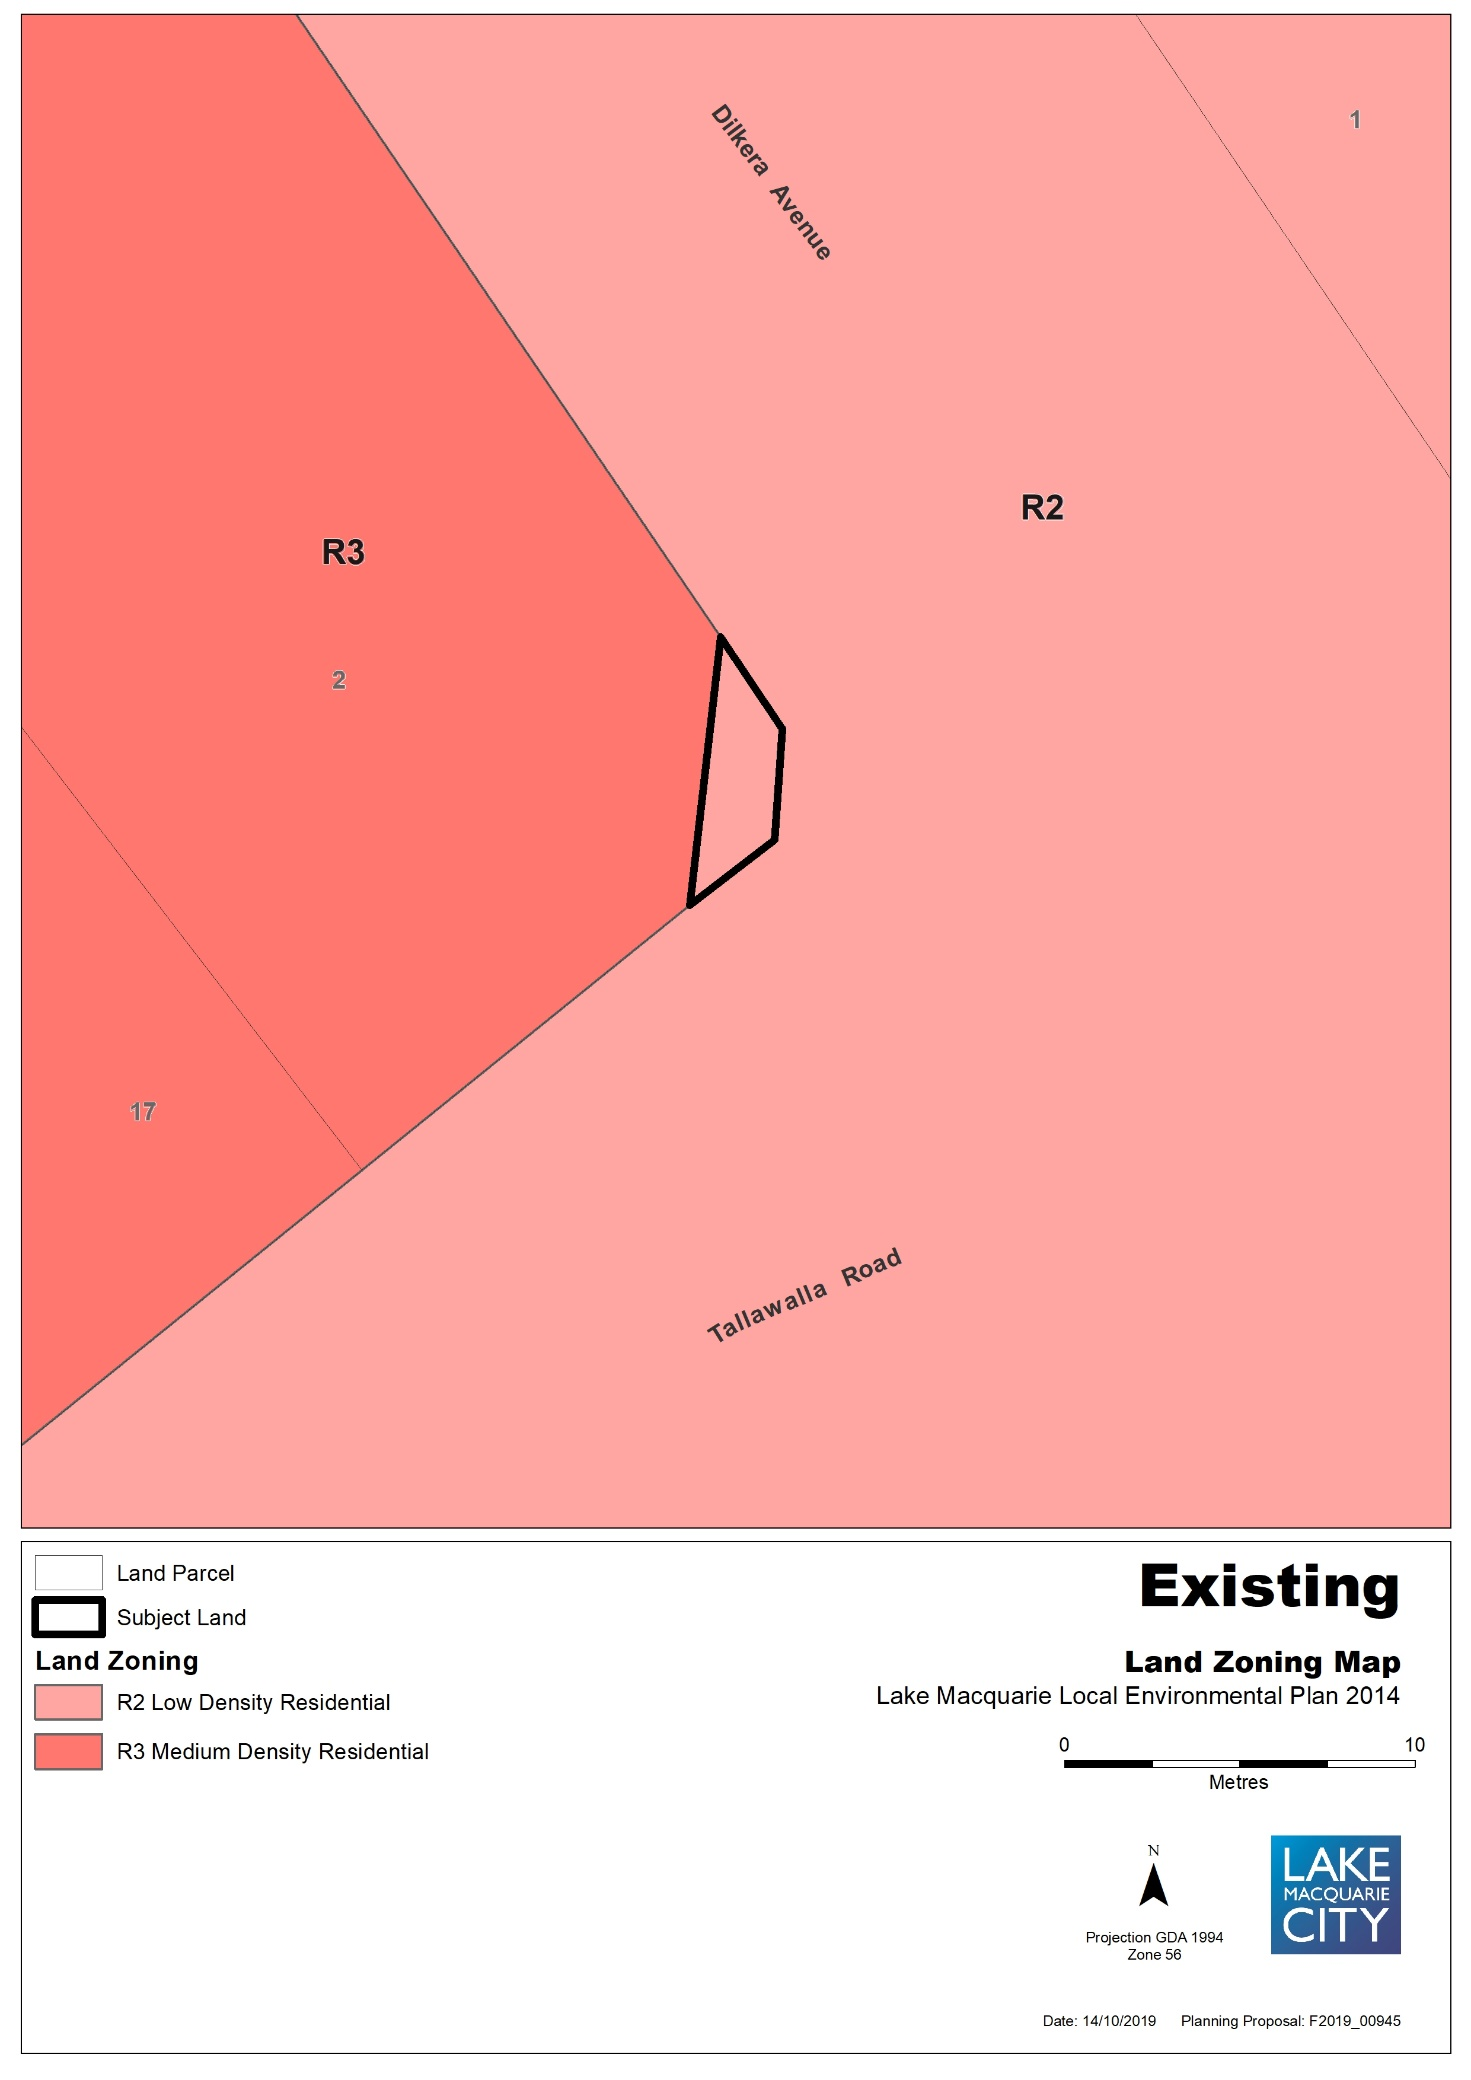 Dilkera Avenue
1
R2
R3
2
17
Tallawalla Road
Land Parcel
Subject Land
Land Zoning
R2 Low Density Residential
R3 Medium Density Residential
Existing
Land Zoning Map
Lake Macquarie Local Environmental Plan 2014
0 10
Metres
N
Projection GDA 1994
Zone 56
LAKE
MACQUARIE
CITY
Date: 14/10/2019 Planning Proposal: F2019_00945